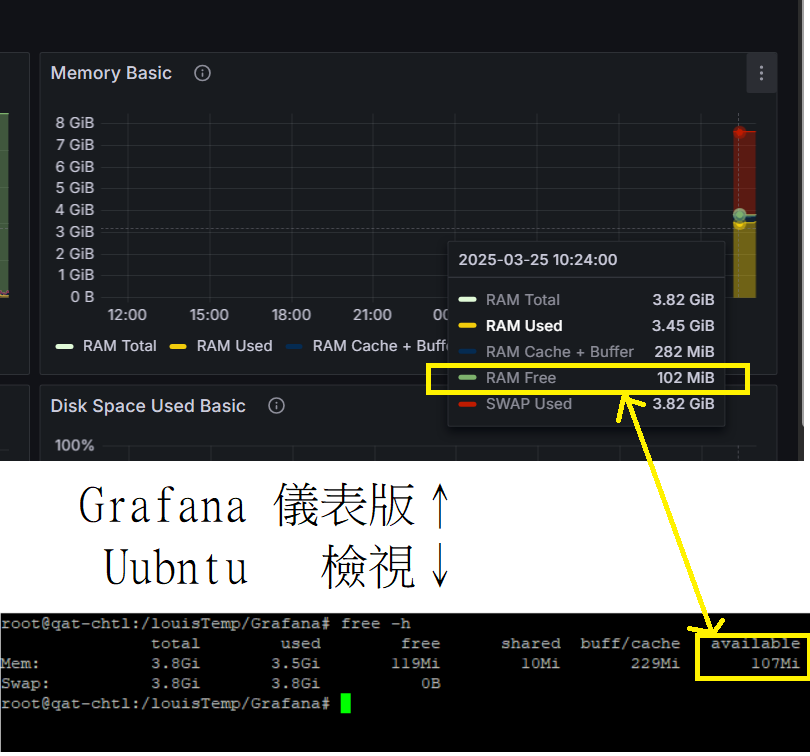 Memory Basic
8 GiB
7 GiB
6 GiB
5 GiB
4 GiB
3 GiB
2 GiB
1 GiB
0 B
12:00 15:00 18:00 21:00 00
RAM Total RAM Used RAM Cache + Buffe
2025-03-25 10:24:00
RAM Total 3.82 GiB
RAM Used 3.45 GiB
RAM Cache + Buffer 282 MiB
RAM Free 102 MiB
SWAP Used 3.82 GiB
Disk Space Used Basic
100%
Grafana 儀表版↑
Uubntu 檢視↓
root@qat-chtl:/louisTemp/Grafana# free -h
total used free shared buff/cache available
Mem: 3.8Gi 3.5Gi 119Mi 10Mi 229Mi 107Mi
Swap: 3.8Gi 3.8Gi 0B
root@qat-chtl:/louisTemp/Grafana#